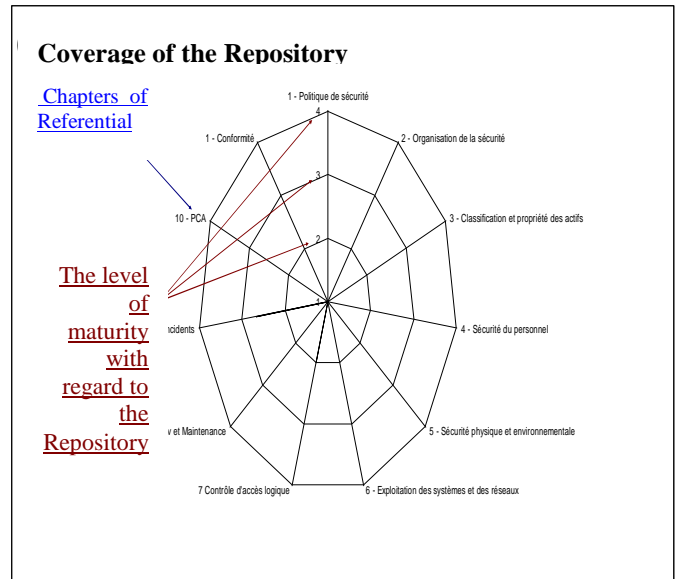 Coverage of the Repository
Chapters of
Referential
1 - Politique de sécurité
4
1 - Conformité
2 - Organisation de la sécurité
3
10 - PCA
3 - Classification et propriété des actifs
2
The level
of
maturity
with
regard to
the
Repository
1
incidents
4 - Sécurité du personnel
et Maintenance
5 - Sécurité physique et environnementale
7 Contrôle d'accès logique
6 - Exploitation des systèmes et des réseaux